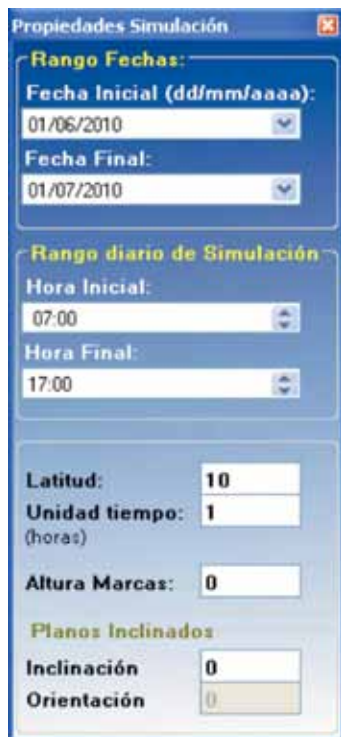 Propiedades Simulación
Rango Fechas:
Fecha Inicial (dd/mm/aaaa):
01/06/2010
Fecha Final:
01/07/2010
Rango diario de Simulación
Hora Inicial:
07:00
Hora Final:
17:00
Latitud: 10
Unidad tiempo: 1
(horas)
Altura Marcas: 0
Planos Inclinados
Inclinación 0
Orientación 0